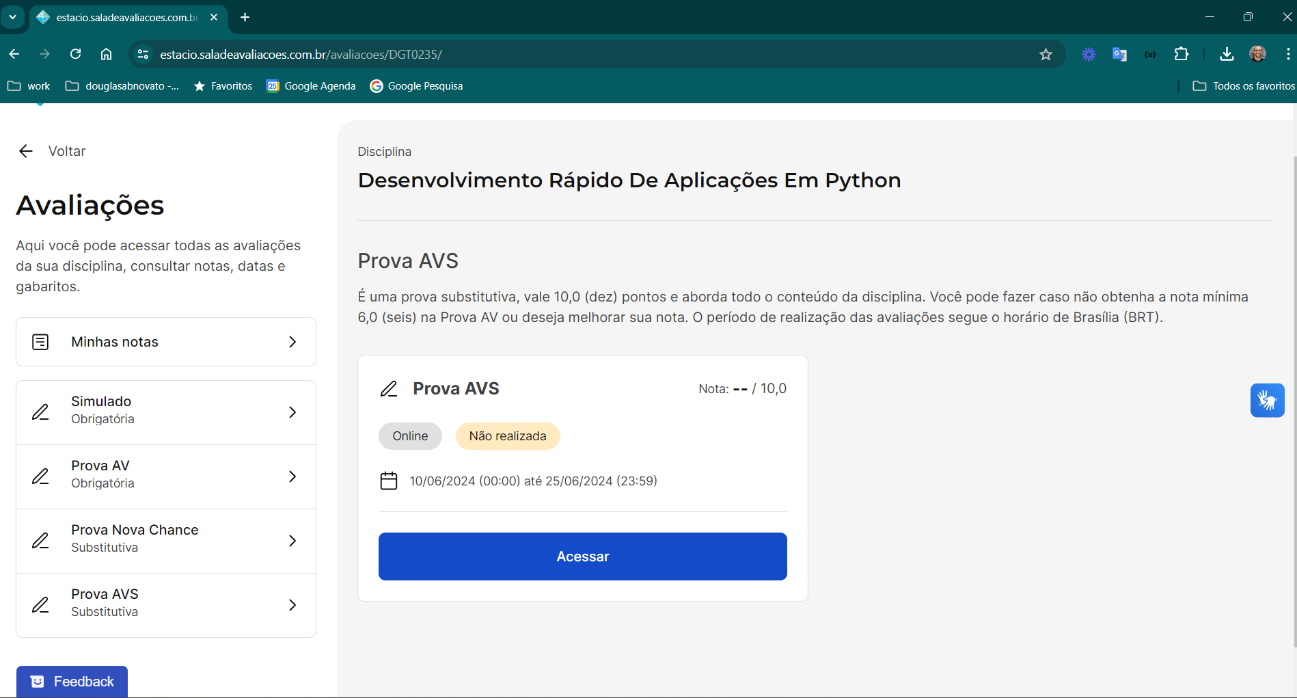 estacio.saladeavaliacoes.com.br
estacio.saladeavaliacoes.com.br/avaliacoes/DGT0235/
work
douglasabnovato -...
Favoritos
Google Agenda
Google Pesquisa
Todos os favoritos
Voltar
Avaliações
Aqui você pode acessar todas as avaliações
da sua disciplina, consultar notas, datas e
gabaritos.
Minhas notas
Simulado
Obrigatória
Prova AV
Obrigatória
Prova Nova Chance
Substitutiva
Prova AVS
Substitutiva
Feedback
Disciplina
Desenvolvimento Rápido De Aplicações Em Python
Prova AVS
É uma prova substitutiva, vale 10,0 (dez) pontos e aborda todo o conteúdo da disciplina. Você pode fazer caso não obtenha a nota mínima
6,0 (seis) na Prova AV ou deseja melhorar sua nota. O período de realização das avaliações segue o horário de Brasília (BRT).
Prova AVS
Nota: -- / 10,0
Online
Não realizada
10/06/2024 (00:00) até 25/06/2024 (23:59)
Acessar